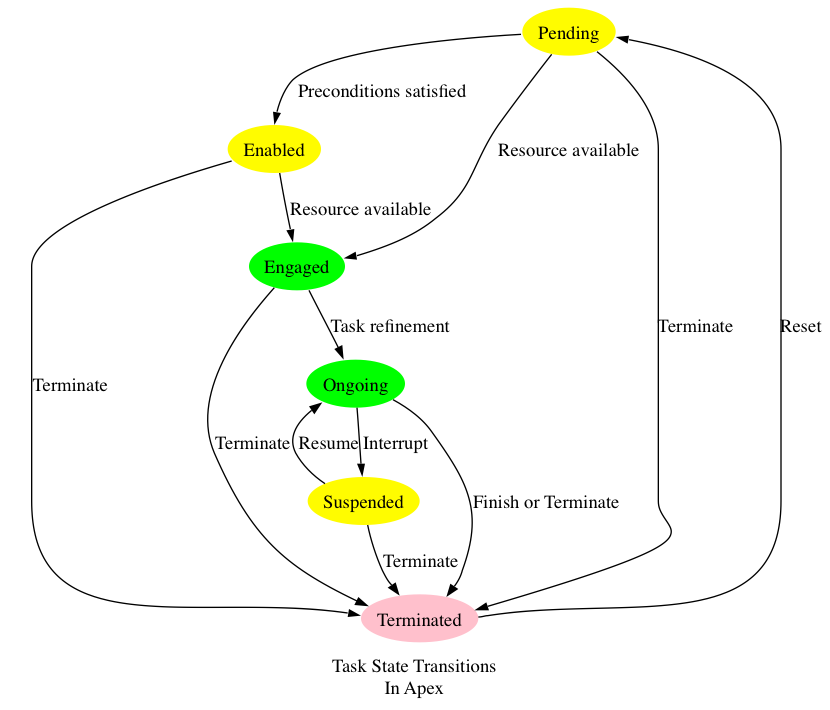 Pending
Preconditions satisfied
Enabled
Resource available
Resource available
Engaged
Task refinement
Terminate
Reset
Ongoing
Terminate
Terminate
Resume
Interrupt
Suspended
Finish or Terminate
Terminate
Terminated
Task State Transitions
In Apex